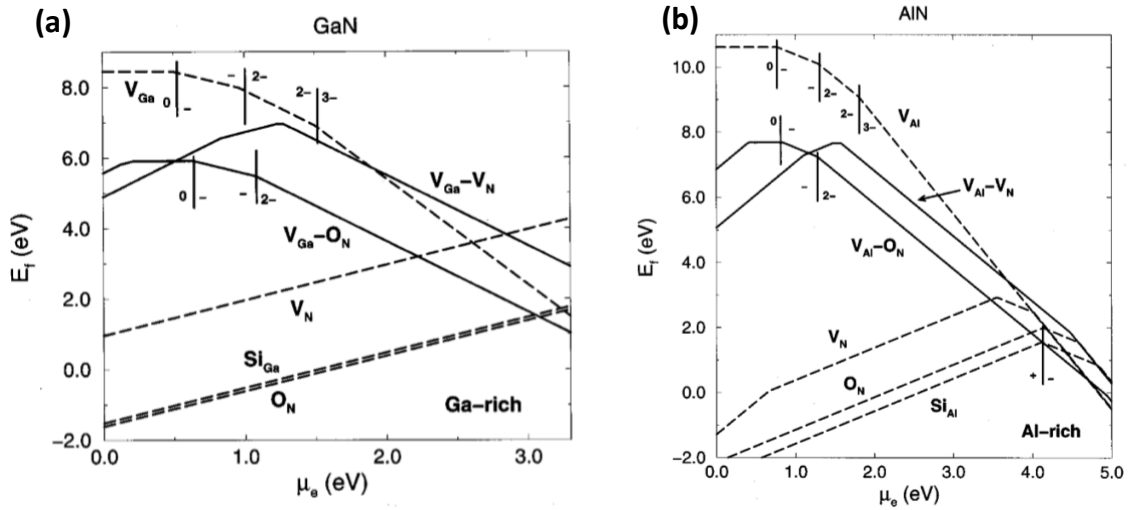 (a)
GaN
E_f (eV)
8.0
6.0
4.0
2.0
0.0
−2.0
V_Ga
0 −
− 2−
2− 3−
0 −
− 2−
V_Ga−V_N
V_Ga−O_N
V_N
Si_Ga
O_N
Ga−rich
0.0 1.0 2.0 3.0
μ_e (eV)
(b)
AlN
E_f (eV)
10.0
8.0
6.0
4.0
2.0
0.0
−2.0
0 −
− 2−
2− 3−
V_Al
0 −
− 2−
V_Al−V_N
V_Al−O_N
V_N
O_N
Si_Al
+ −
Al−rich
0.0 1.0 2.0 3.0 4.0 5.0
μ_e (eV)